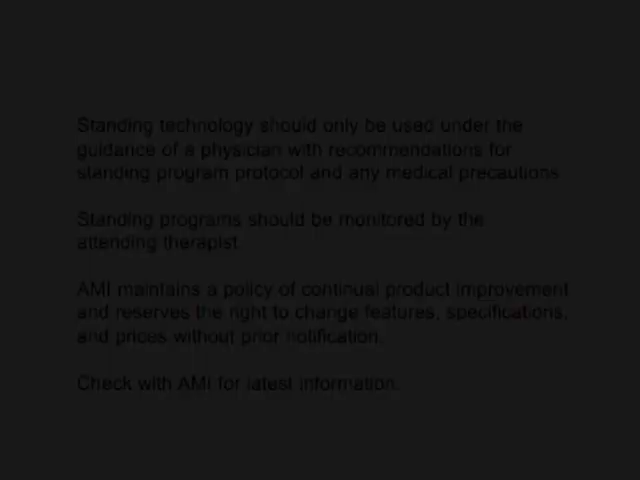 Standing technology should only be used under the
guidance of a physician with recommendations for
standing program protocol and any medical precautions
Standing programs should be monitored by the
attending therapist
AMI maintains a policy of continual product improvement
and reserves the right to change features, specifications,
and prices without prior notification.
Check with AMI for latest information.